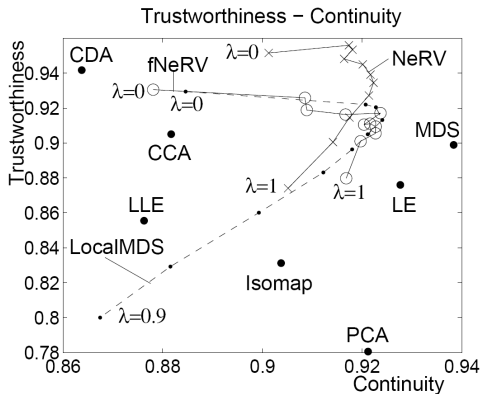 Trustworthiness − Continuity
Trustworthiness
0.94
0.92
0.9
0.88
0.86
0.84
0.82
0.8
0.78
CDA
fNeRV
λ=0
NeRV
λ=0
λ=0
MDS
CCA
λ=1
λ=1
LE
LLE
LocalMDS
Isomap
λ=0.9
PCA
0.86
0.88
0.9
0.92
0.94
Continuity